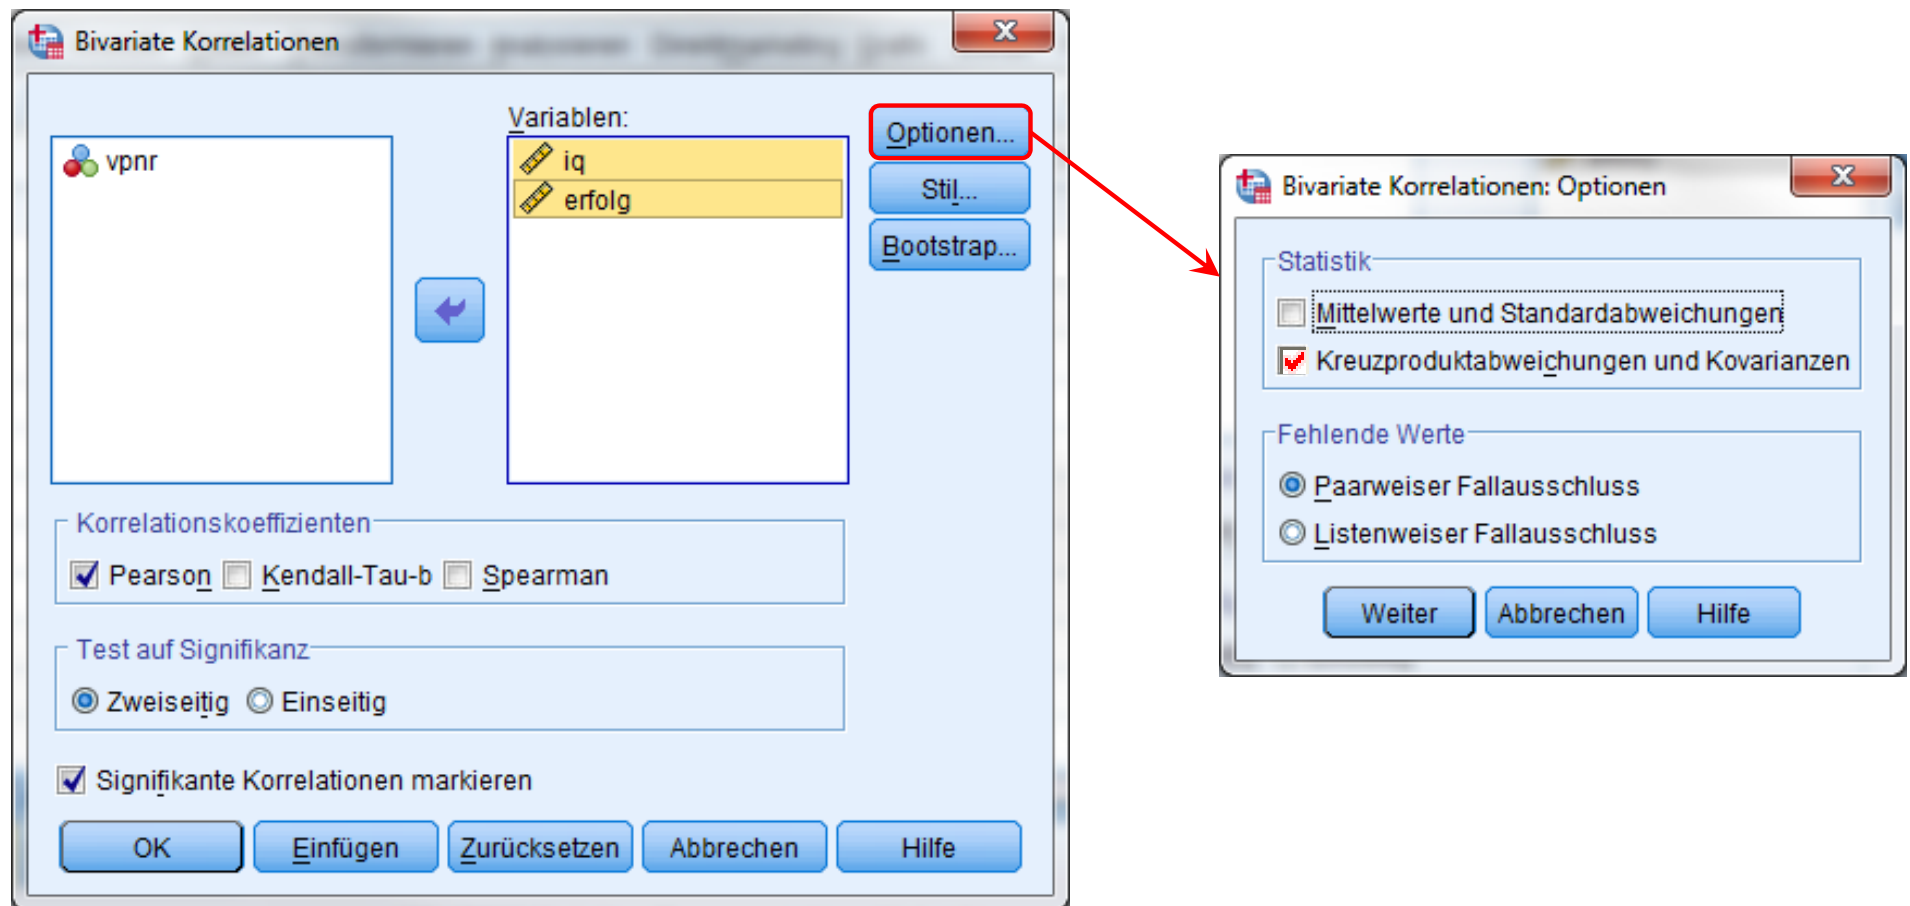 Bivariate Korrelationen
Variablen:
vpnr
iq
erfolg
Optionen...
Stil...
Bootstrap...
Korrelationskoeffizienten
Pearson Kendall-Tau-b Spearman
Test auf Signifikanz
Zweiseitig Einseitig
Signifikante Korrelationen markieren
OK Einfügen Zurücksetzen Abbrechen Hilfe
Bivariate Korrelationen: Optionen
Statistik
Mittelwerte und Standardabweichungen
Kreuzproduktabweichungen und Kovarianzen
Fehlende Werte
Paarweiser Fallausschluss
Listenweiser Fallausschluss
Weiter Abbrechen Hilfe